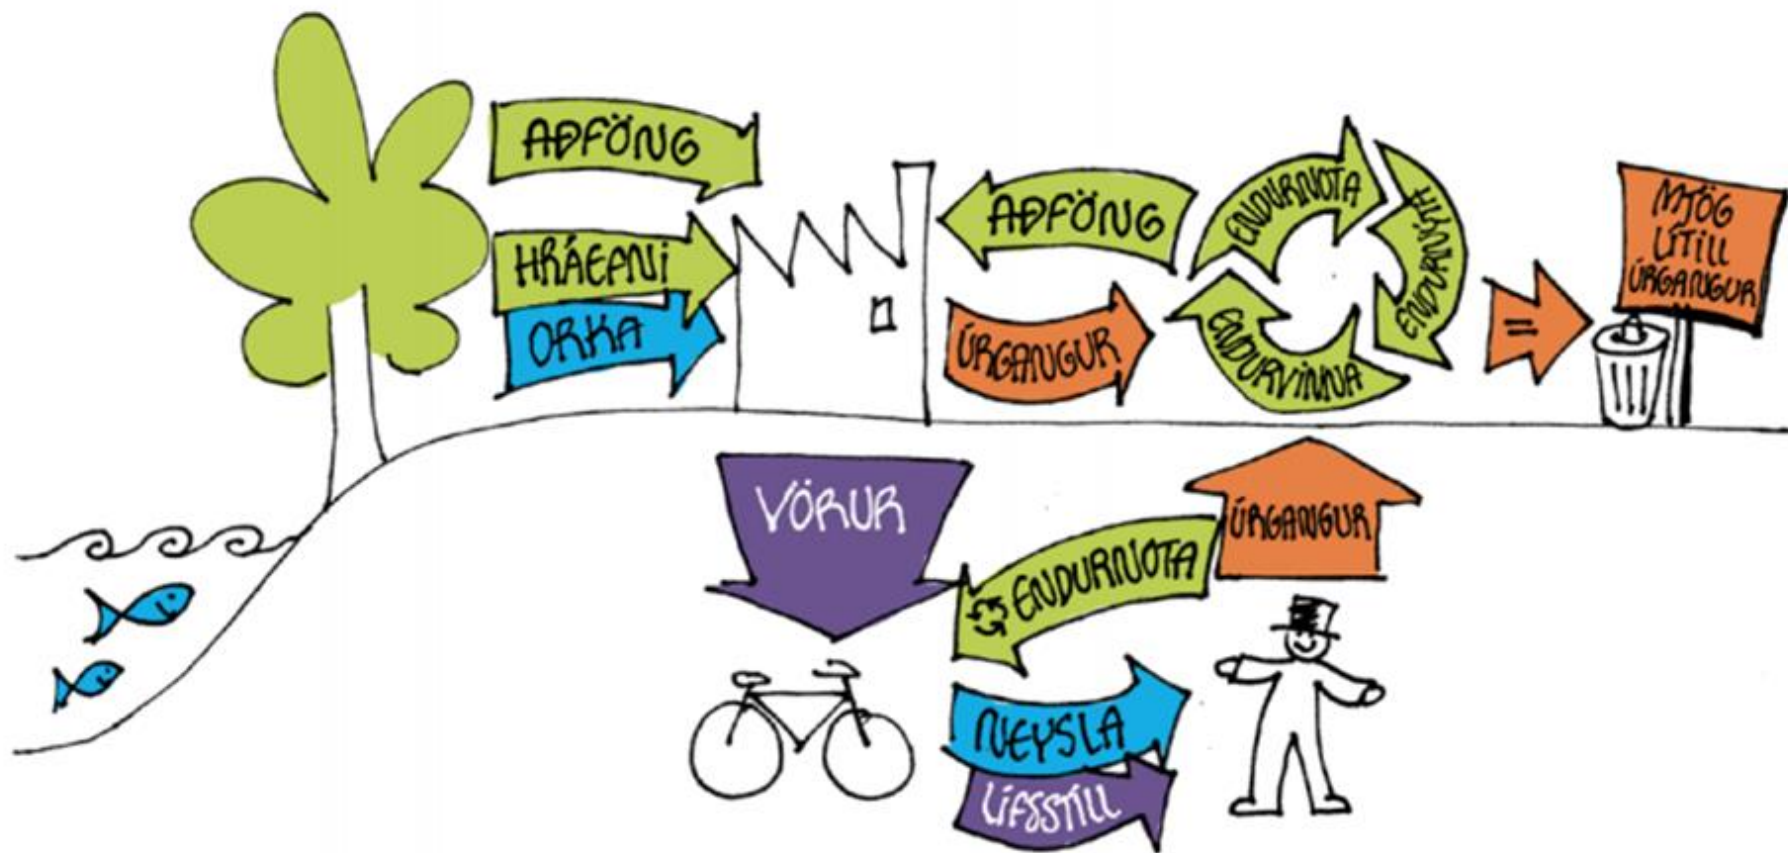 AÐFÖNG
HRÁEFNI
ORKA
AÐFÖNG
ÚRGANGUR
ENDURNOTA
ENDURNÝTA
ENDURVINNA
=
MJÖG
LÍTILL
ÚRGANGUR
VÖRUR
ENDURNOTA
ÚRGANGUR
NEYSLA
LÍFSSTÍLL